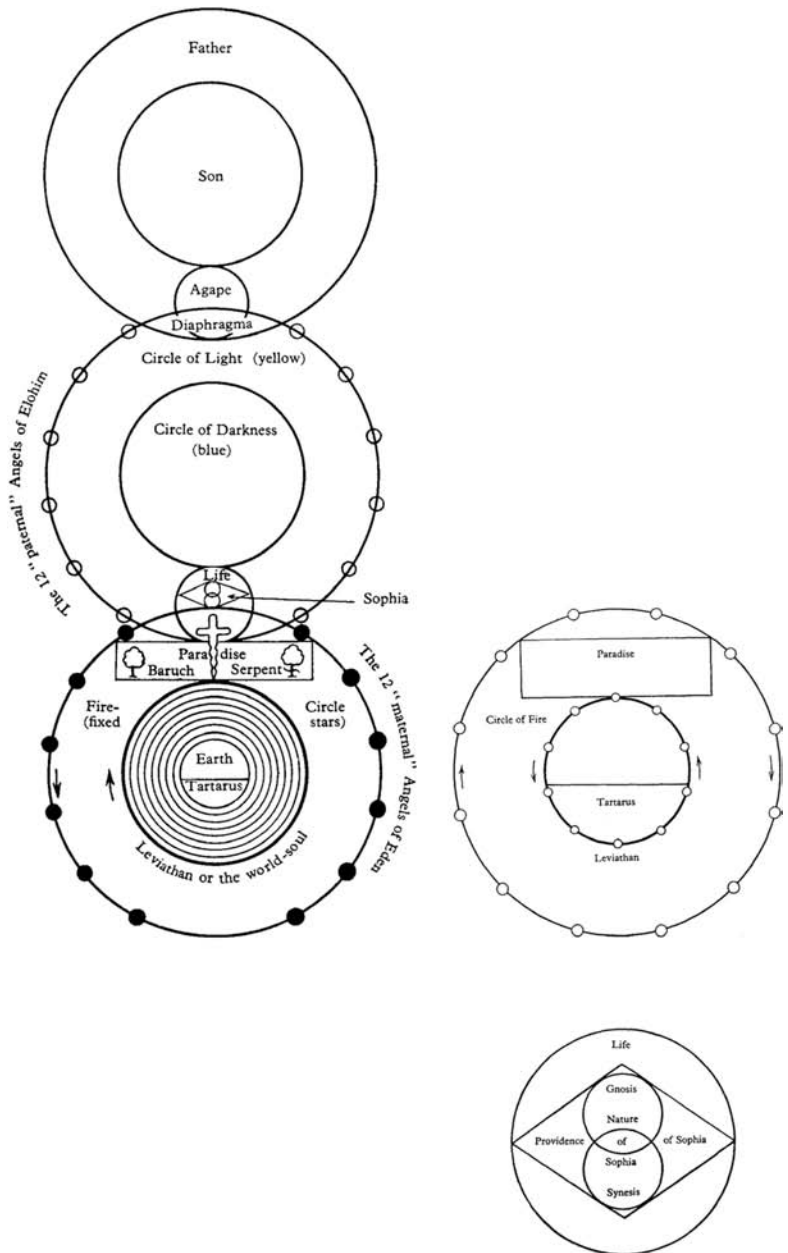 Father
Son
Agape
Diaphragma
Circle of Light (yellow)
The 12 "paternal" Angels of Elohim
Circle of Darkness
(blue)
Life
Sophia
Paradise
Baruch
Serpent
The 12 "maternal" Angels of Eden
Fire-
(fixed
Circle
stars)
Earth
Tartarus
Leviathan or the world-soul
Paradise
Circle of Fire
Tartarus
Leviathan
Life
Gnosis
Nature
Providence of of Sophia
Sophia
Synesis